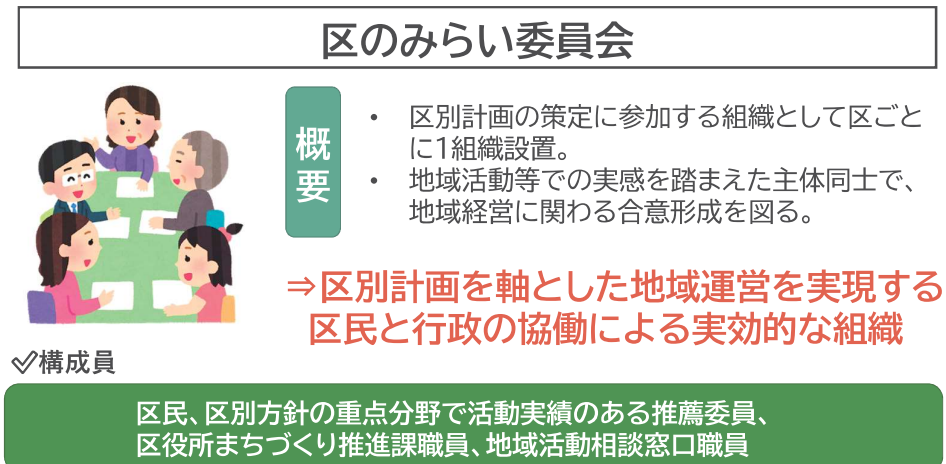 区のみらい委員会
概要
• 区別計画の策定に参加する組織として区ごと
に1組織設置。
• 地域活動等での実感を踏まえた主体同士で、
地域経営に関わる合意形成を図る。
⇒区別計画を軸とした地域運営を実現する
区民と行政の協働による実効的な組織
✓構成員
区民、区別方針の重点分野で活動実績のある推薦委員、
区役所まちづくり推進課職員、地域活動相談窓口職員